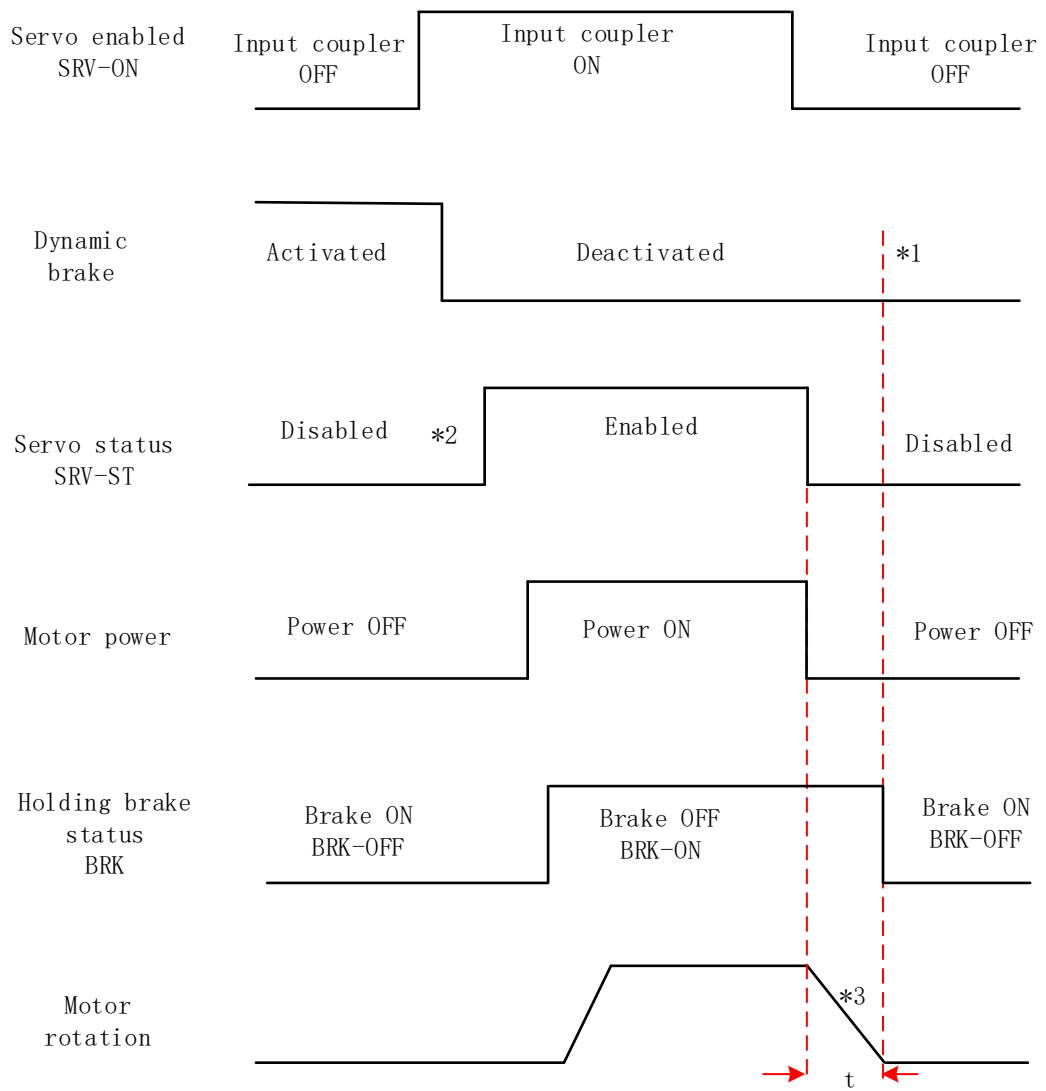 Servo enabled
SRV-ON
Input coupler
OFF
Input coupler
ON
Input coupler
OFF
Dynamic
brake
Activated
Deactivated
*1
Servo status
SRV-ST
Disabled
*2
Enabled
Disabled
Motor power
Power OFF
Power ON
Power OFF
Holding brake
status
BRK
Brake ON
BRK-OFF
Brake OFF
BRK-ON
Brake ON
BRK-OFF
Motor
rotation
*3
t